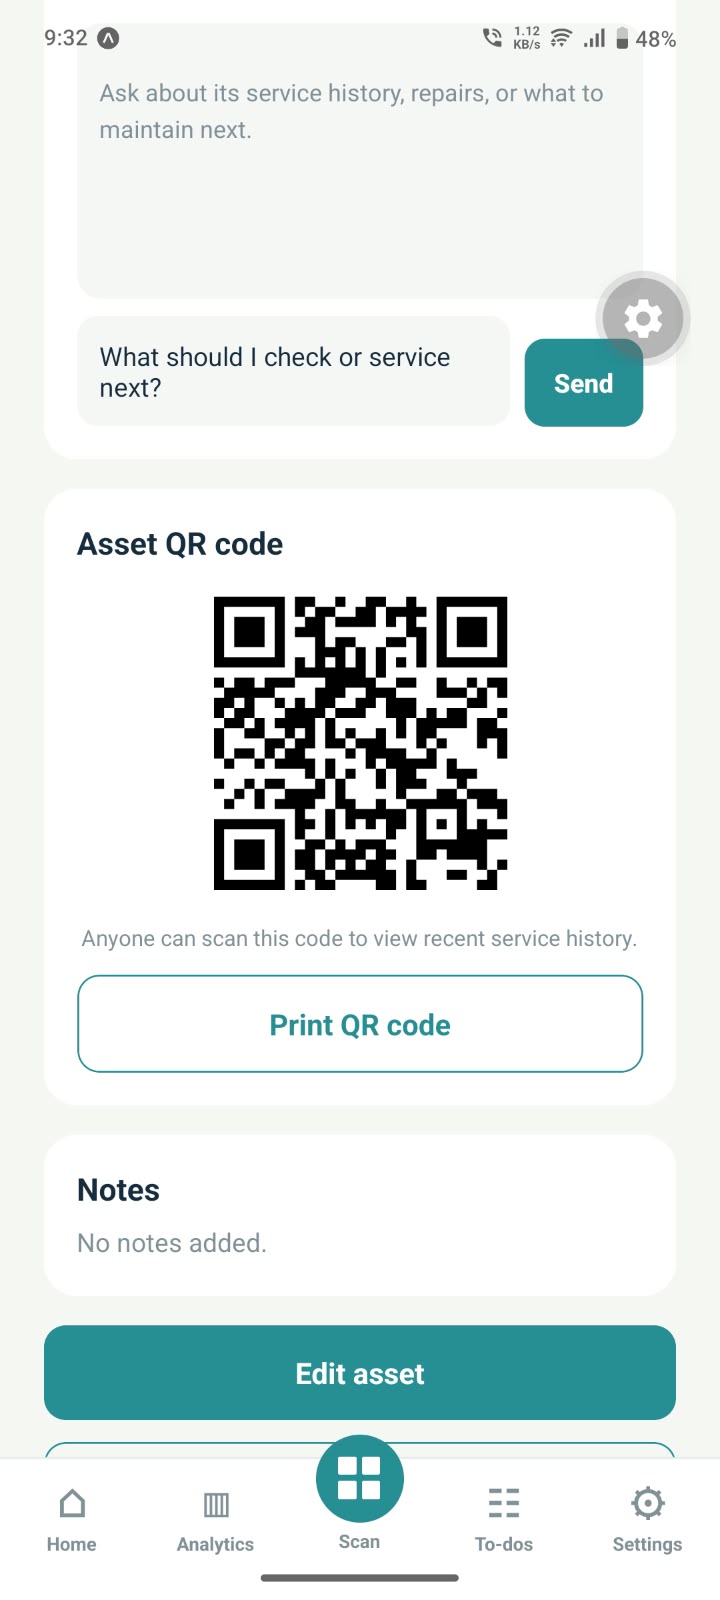 9:32
1.12
KB/s
48%
Ask about its service history, repairs, or what to
maintain next.
What should I check or service
next?
Send
Asset QR code
Anyone can scan this code to view recent service history.
Print QR code
Notes
No notes added.
Edit asset
Home
Analytics
Scan
To-dos
Settings